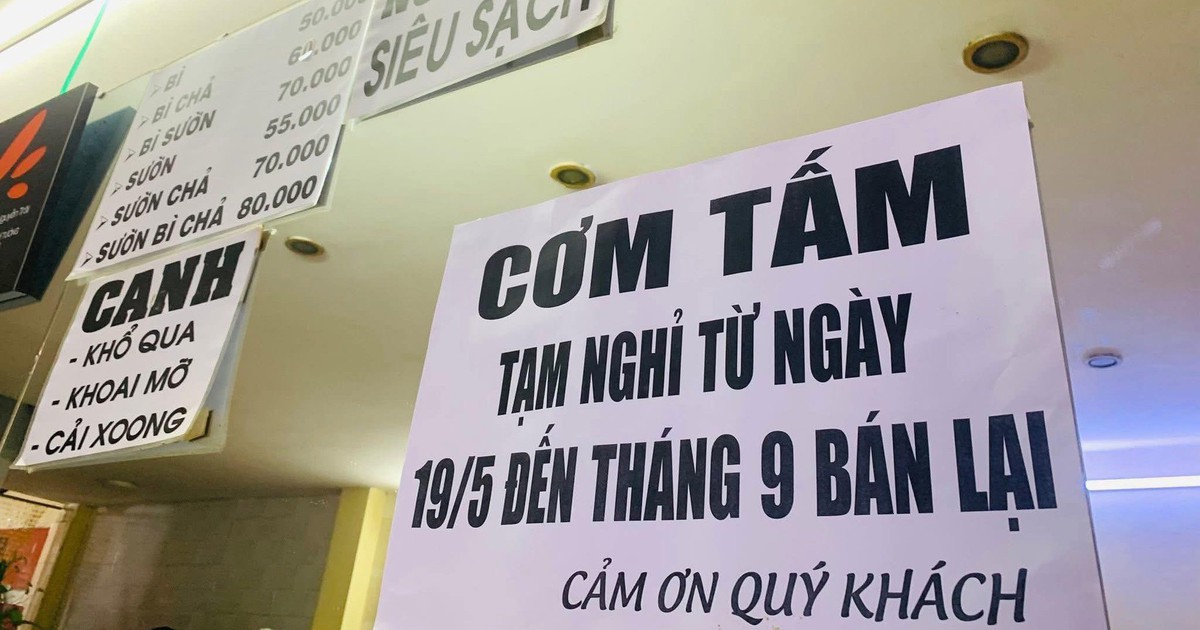 50.000
60.000
SIÊU SẠCH
➢ BÌ 70.000
➢ BÌ CHẢ 55.000
➢ BÌ SƯỜN 70.000
➢ SƯỜN 80.000
➢ SƯỜN CHẢ
➢ SƯỜN BÌ CHẢ
CANH
- KHỔ QUA
- KHOAI MỠ
- CẢI XOONG
CƠM TẤM
TẠM NGHỈ TỪ NGÀY
19/5 ĐẾN THÁNG 9 BÁN LẠI
CẢM ƠN QUÝ KHÁCH